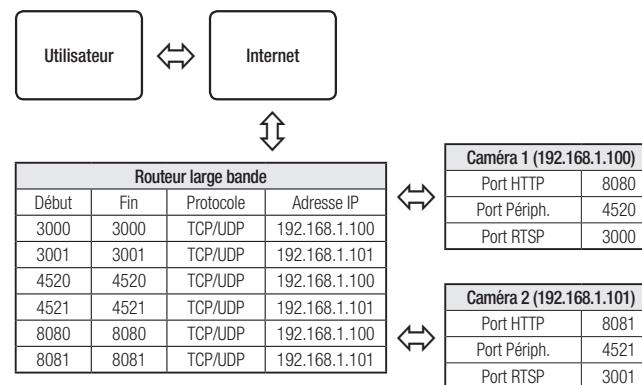 Utilisateur
Internet
Routeur large bande
Début Fin Protocole Adresse IP
3000 3000 TCP/UDP 192.168.1.100
3001 3001 TCP/UDP 192.168.1.101
4520 4520 TCP/UDP 192.168.1.100
4521 4521 TCP/UDP 192.168.1.101
8080 8080 TCP/UDP 192.168.1.100
8081 8081 TCP/UDP 192.168.1.101
Caméra 1 (192.168.1.100)
Port HTTP 8080
Port Périph. 4520
Port RTSP 3000
Caméra 2 (192.168.1.101)
Port HTTP 8081
Port Périph. 4521
Port RTSP 3001